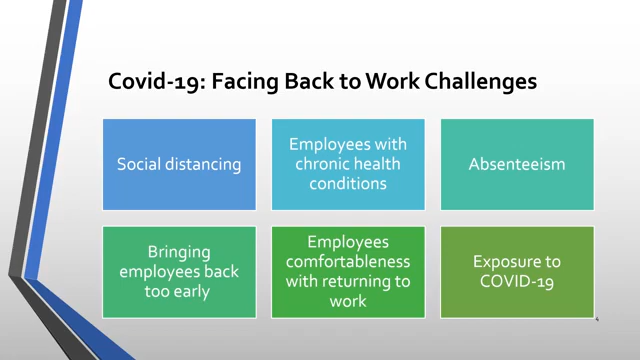 Covid-19: Facing Back to Work Challenges
Social distancing
Employees with
chronic health
conditions
Absenteeism
Bringing
employees back
too early
Employees
comfortableness
with returning to
work
Exposure to
COVID-19